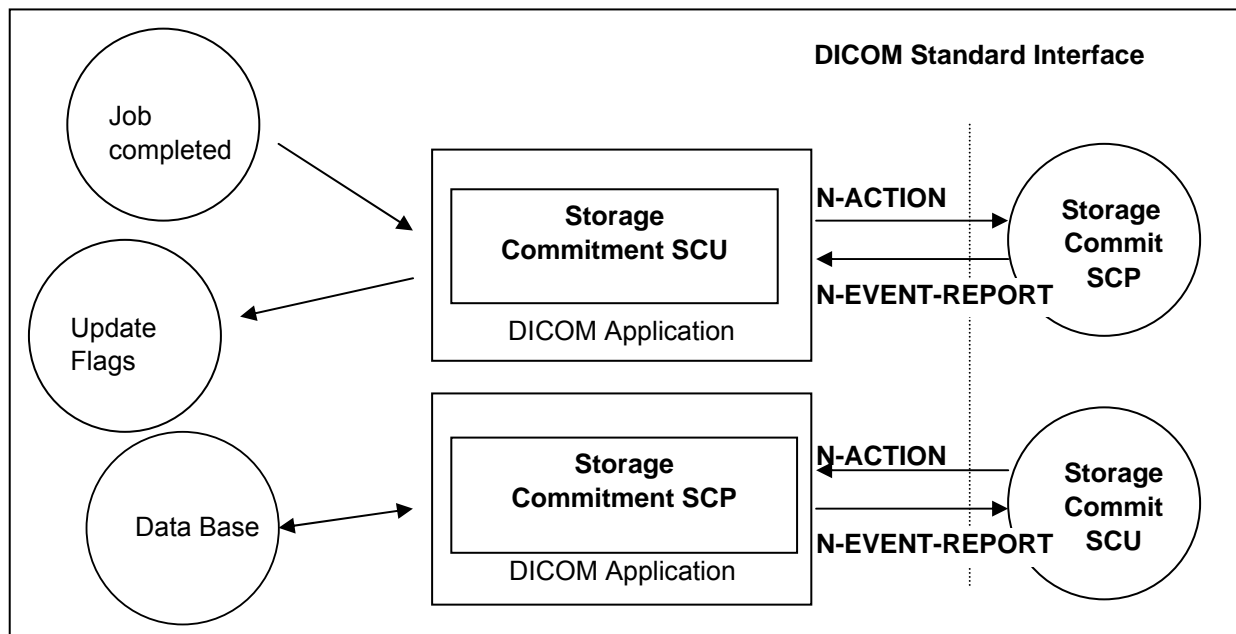 DICOM Standard Interface
Job
completed
Storage
Commitment SCU
DICOM Application
N-ACTION
N-EVENT-REPORT
Storage
Commit
SCP
Update
Flags
Data Base
Storage
Commitment SCP
DICOM Application
N-ACTION
N-EVENT-REPORT
Storage
Commit
SCU